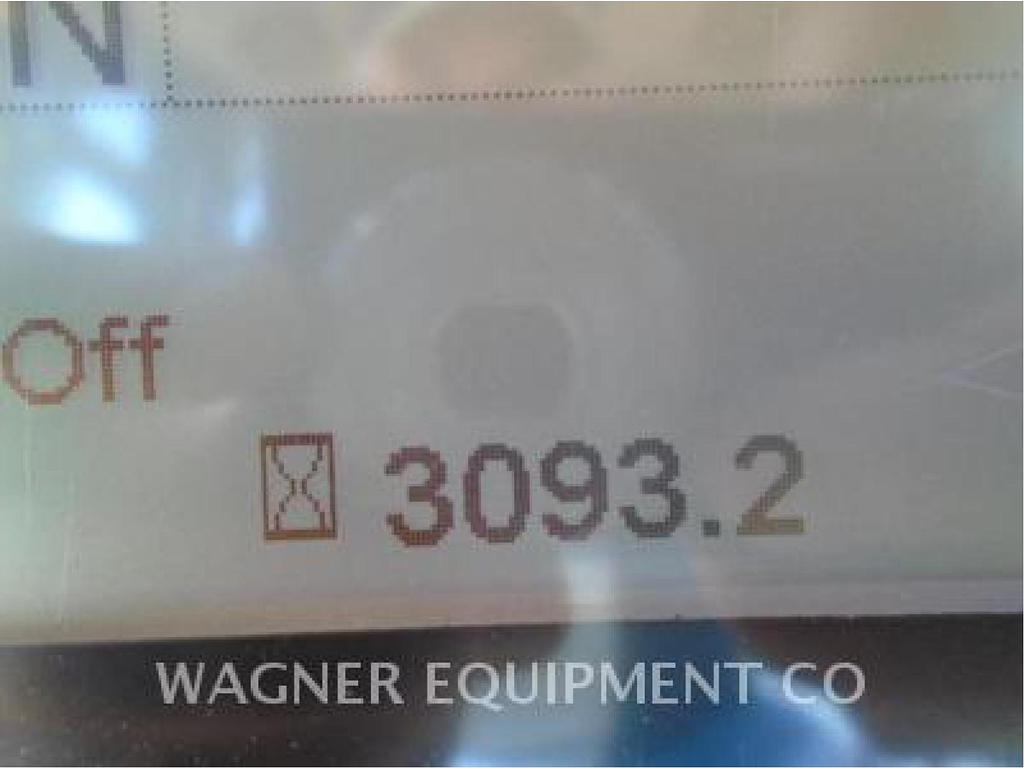 N
Off
3093.2
WAGNER EQUIPMENT CO